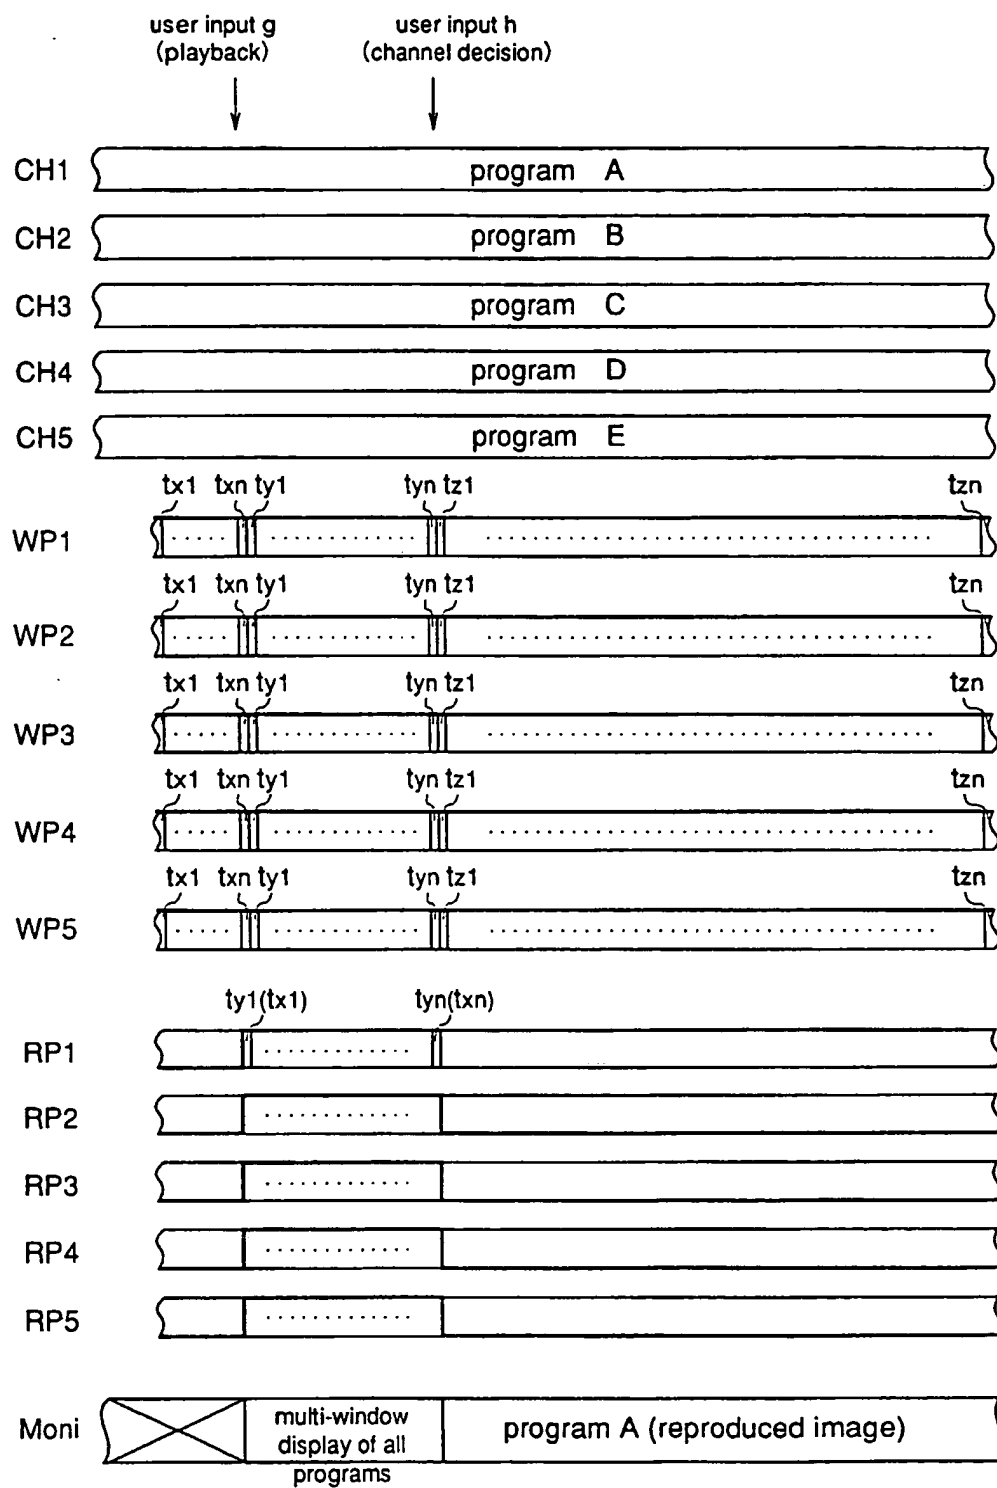 user input g
(playback)
user input h
(channel decision)
CH1 program A
CH2 program B
CH3 program C
CH4 program D
CH5 program E
tx1 txn ty1 tyn tz1 tzn
WP1
tx1 txn ty1 tyn tz1 tzn
WP2
tx1 txn ty1 tyn tz1 tzn
WP3
tx1 txn ty1 tyn tz1 tzn
WP4
tx1 txn ty1 tyn tz1 tzn
WP5
ty1(tx1) tyn(txn)
RP1
RP2
RP3
RP4
RP5
Moni
multi-window
display of all
programs
program A (reproduced image)